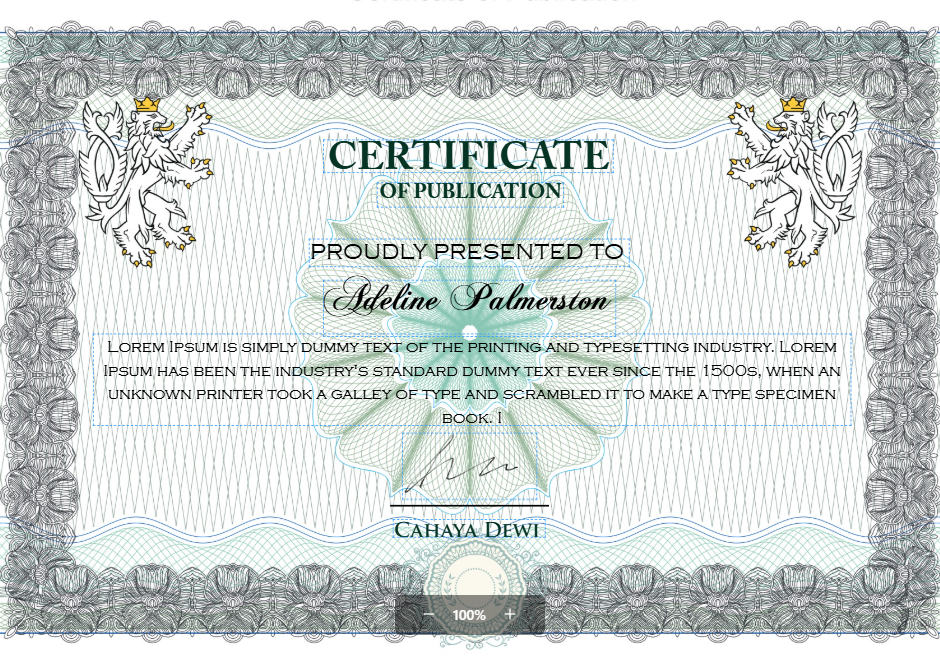 CERTIFICATE
OF PUBLICATION
PROUDLY PRESENTED TO
Adeline Palmerston
Lorem Ipsum is simply dummy text of the printing and typesetting industry. Lorem
Ipsum has been the industry's standard dummy text ever since the 1500s, when an
unknown printer took a galley of type and scrambled it to make a type specimen
book. I
Cahaya Dewi
− 100% +